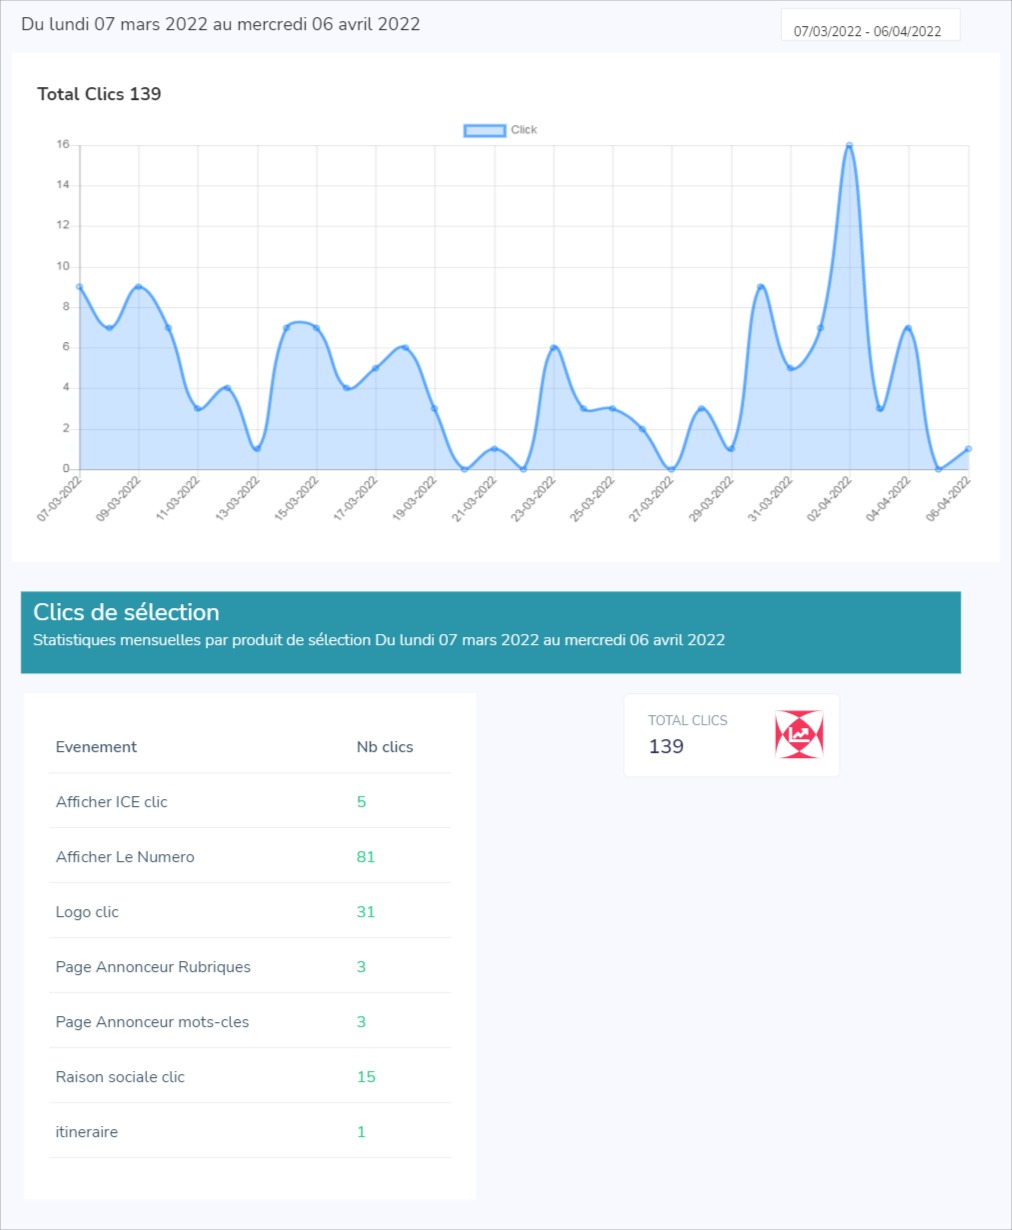 Du lundi 07 mars 2022 au mercredi 06 avril 2022
07/03/2022 - 06/04/2022
Total Clics 139
Click
16
14
12
10
8
6
4
2
0
07-03-2022
09-03-2022
11-03-2022
13-03-2022
15-03-2022
17-03-2022
19-03-2022
21-03-2022
23-03-2022
25-03-2022
27-03-2022
29-03-2022
31-03-2022
02-04-2022
04-04-2022
06-04-2022
Clics de sélection
Statistiques mensuelles par produit de sélection Du lundi 07 mars 2022 au mercredi 06 avril 2022
TOTAL CLICS
139
Evenement Nb clics
Afficher ICE clic 5
Afficher Le Numero 81
Logo clic 31
Page Annonceur Rubriques 3
Page Annonceur mots-cles 3
Raison sociale clic 15
itineraire 1